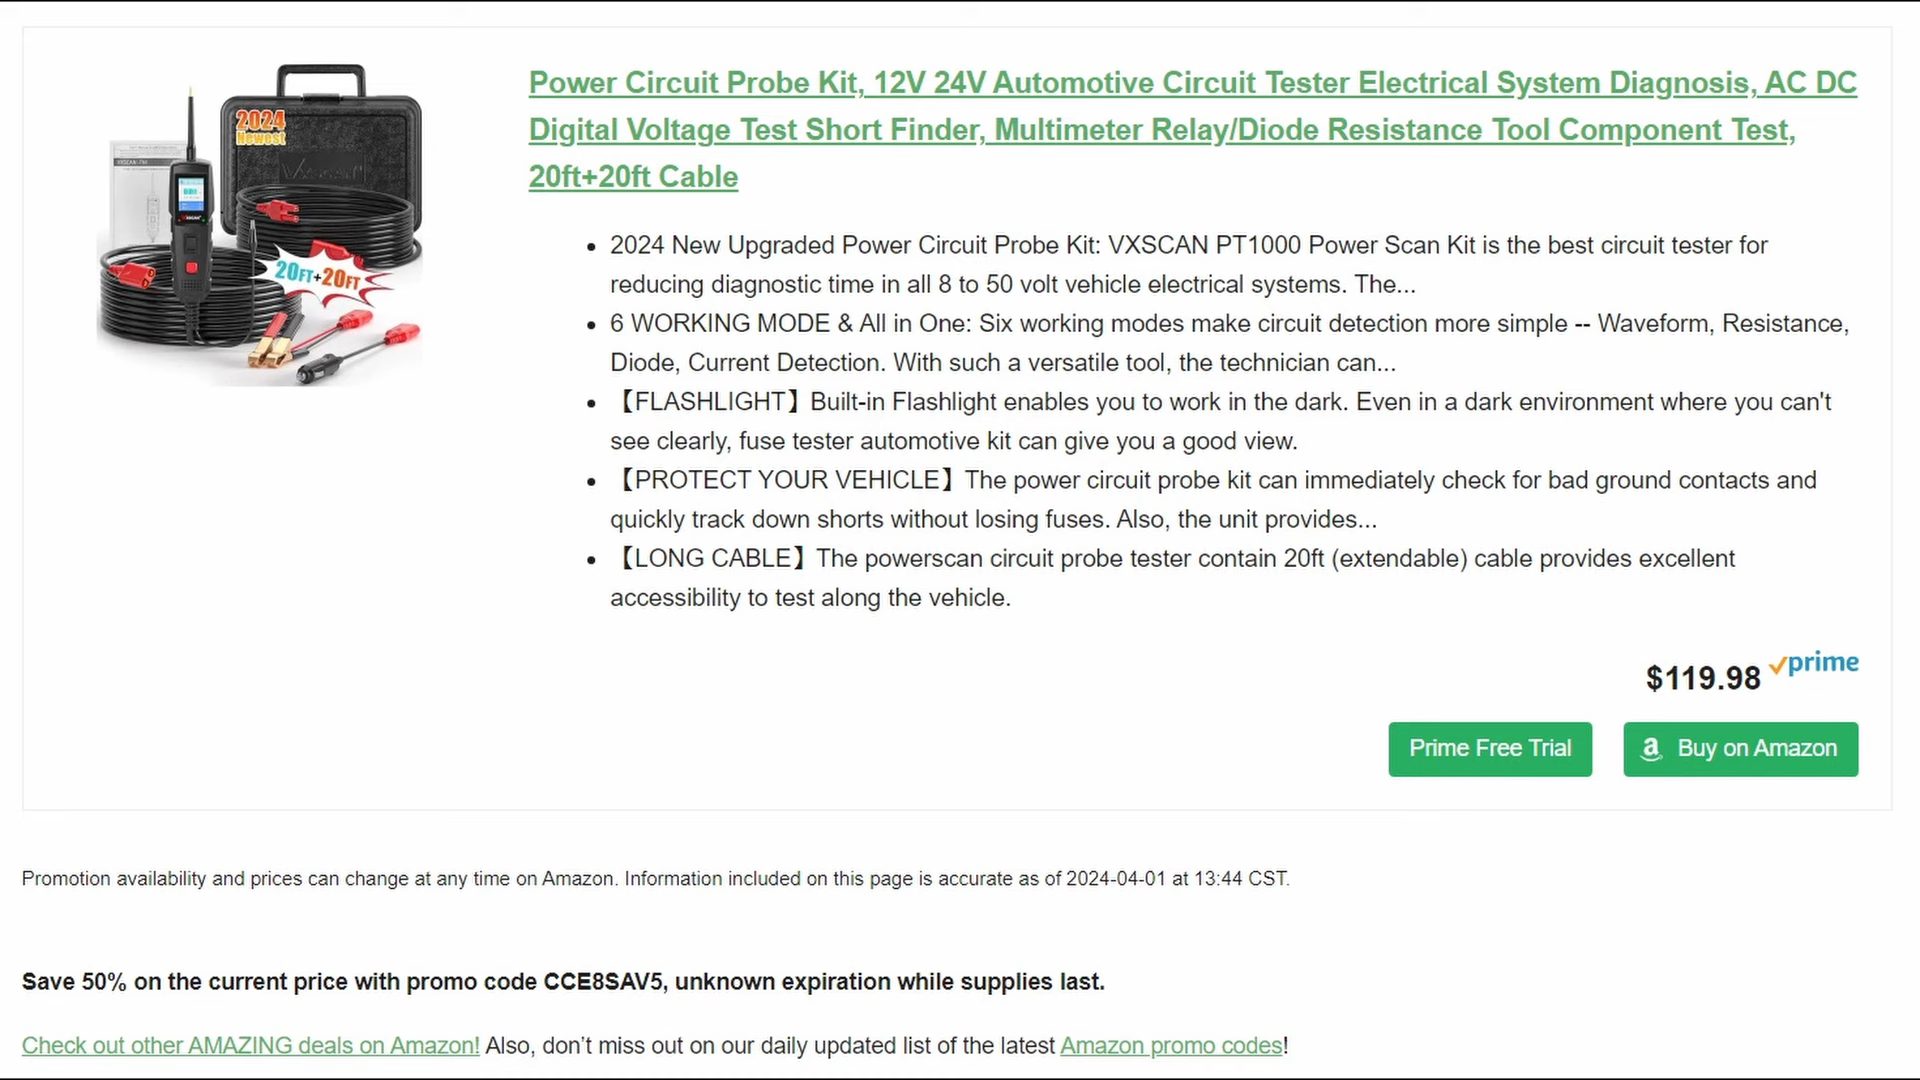 Power Circuit Probe Kit, 12V 24V Automotive Circuit Tester Electrical System Diagnosis, AC DC
Digital Voltage Test Short Finder, Multimeter Relay/Diode Resistance Tool Component Test,
20ft+20ft Cable
2024
Newest
VXSCAN
20FT+20FT
• 2024 New Upgraded Power Circuit Probe Kit: VXSCAN PT1000 Power Scan Kit is the best circuit tester for
reducing diagnostic time in all 8 to 50 volt vehicle electrical systems. The...
• 6 WORKING MODE & All in One: Six working modes make circuit detection more simple -- Waveform, Resistance,
Diode, Current Detection. With such a versatile tool, the technician can...
• 【FLASHLIGHT】Built-in Flashlight enables you to work in the dark. Even in a dark environment where you can't
see clearly, fuse tester automotive kit can give you a good view.
• 【PROTECT YOUR VEHICLE】The power circuit probe kit can immediately check for bad ground contacts and
quickly track down shorts without losing fuses. Also, the unit provides...
• 【LONG CABLE】The powerscan circuit probe tester contain 20ft (extendable) cable provides excellent
accessibility to test along the vehicle.
$119.98 prime
Prime Free Trial
a Buy on Amazon
Promotion availability and prices can change at any time on Amazon. Information included on this page is accurate as of 2024-04-01 at 13:44 CST.
Save 50% on the current price with promo code CCE8SAV5, unknown expiration while supplies last.
Check out other AMAZING deals on Amazon! Also, don’t miss out on our daily updated list of the latest Amazon promo codes!